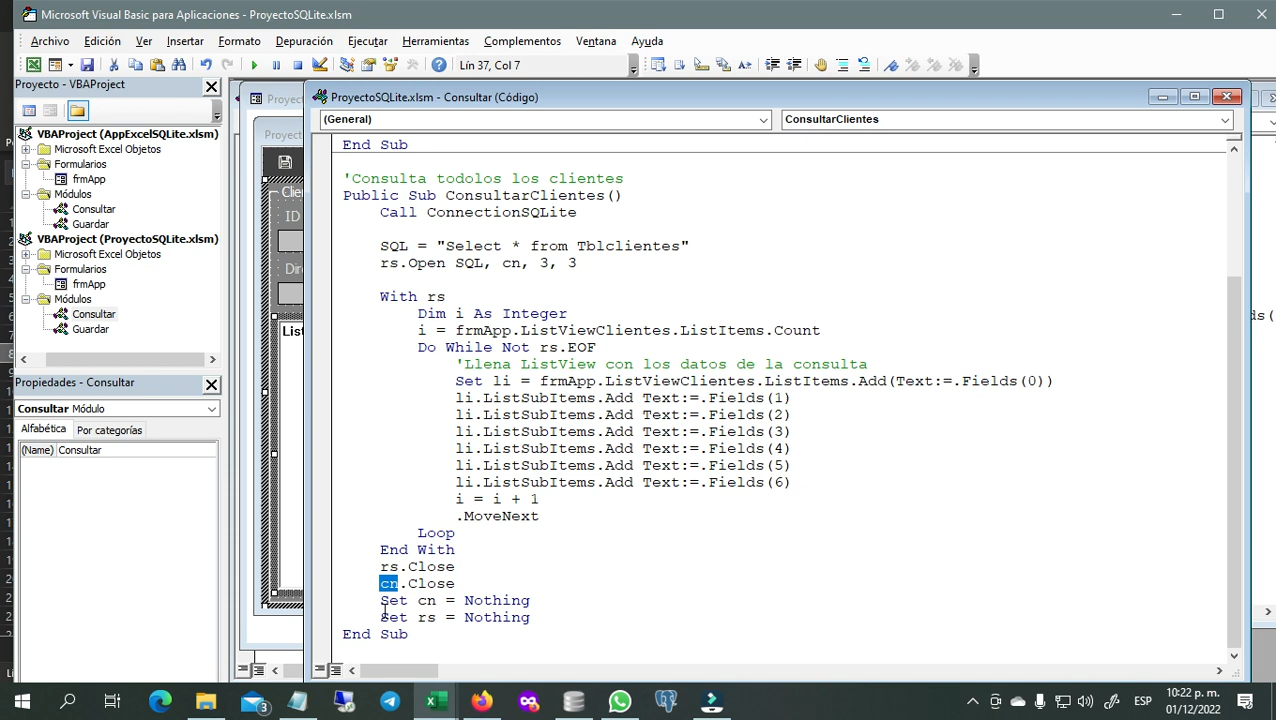 Microsoft Visual Basic para Aplicaciones - ProyectoSQLite.xlsm
Archivo Edición Ver Insertar Formato Depuración Ejecutar Herramientas Complementos Ventana Ayuda
Lín 37, Col 7
Proyecto - VBAProject
VBAProject (AppExcelSQLite.xlsm)
Microsoft Excel Objetos
Formularios
frmApp
Módulos
Consultar
Guardar
VBAProject (ProyectoSQLite.xlsm)
Microsoft Excel Objetos
Formularios
frmApp
Módulos
Consultar
Guardar
Propiedades - Consultar
Consultar Módulo
Alfabética Por categorías
(Name) Consultar
ProyectoSQLite.xlsm - Consultar (Código)
(General) ConsultarClientes
End Sub
'Consulta todolos los clientes
Public Sub ConsultarClientes()
Call ConnectionSQLite
SQL = "Select * from Tblclientes"
rs.Open SQL, cn, 3, 3
With rs
Dim i As Integer
i = frmApp.ListViewClientes.ListItems.Count
Do While Not rs.EOF
'Llena ListView con los datos de la consulta
Set li = frmApp.ListViewClientes.ListItems.Add(Text:=.Fields(0))
li.ListSubItems.Add Text:=.Fields(1)
li.ListSubItems.Add Text:=.Fields(2)
li.ListSubItems.Add Text:=.Fields(3)
li.ListSubItems.Add Text:=.Fields(4)
li.ListSubItems.Add Text:=.Fields(5)
li.ListSubItems.Add Text:=.Fields(6)
i = i + 1
.MoveNext
Loop
End With
rs.Close
cn.Close
Set cn = Nothing
Set rs = Nothing
End Sub
ID
3
ESP
10:22 p. m.
01/12/2022